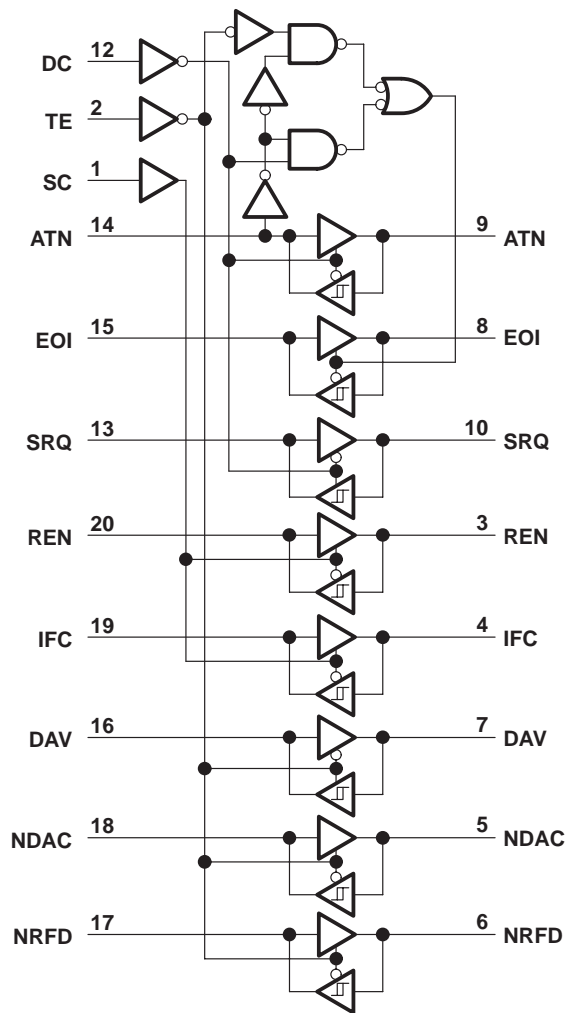 DC 12
TE 2
SC 1
ATN 14 9 ATN
EOI 15 8 EOI
SRQ 13 10 SRQ
REN 20 3 REN
IFC 19 4 IFC
DAV 16 7 DAV
NDAC 18 5 NDAC
NRFD 17 6 NRFD